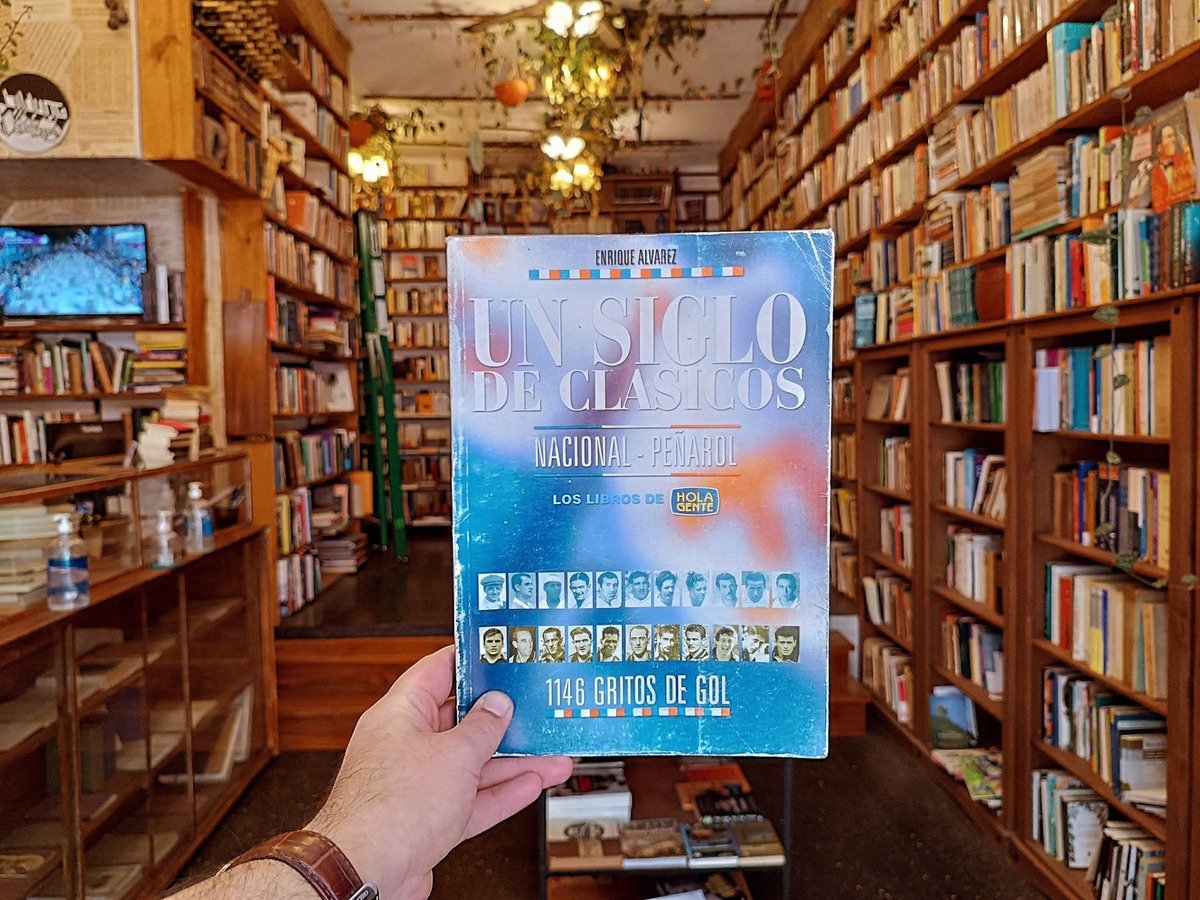 ENRIQUE ALVAREZ
UN SIGLO
DE CLASICOS
NACIONAL - PEÑAROL
LOS LIBROS DE HOLA GENTE
1146 GRITOS DE GOL